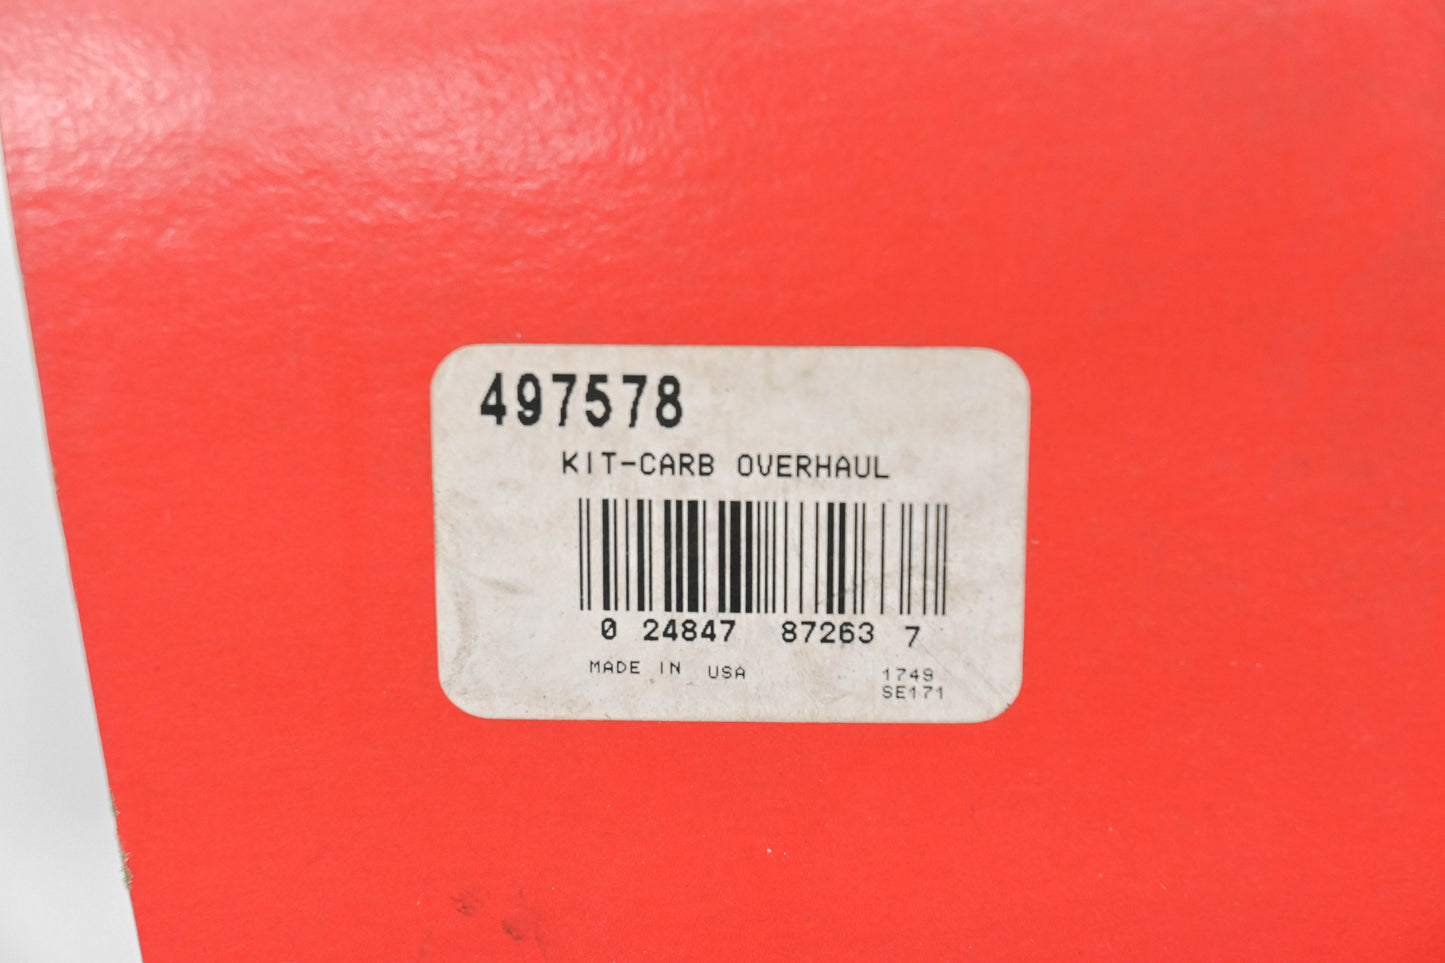 497578
KIT-CARB OVERHAUL
0 24847 87263 7
MADE IN USA
1749
SE171